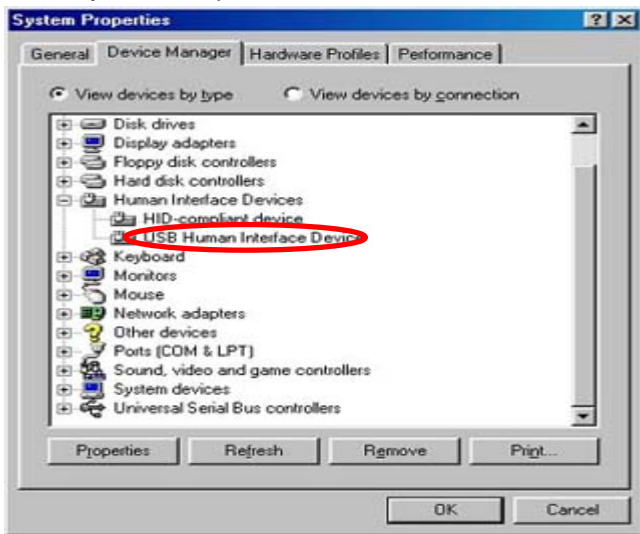 System Properties
General Device Manager Hardware Profiles Performance
View devices by type View devices by connection
Disk drives
Display adapters
Floppy disk controllers
Hard disk controllers
Human Interface Devices
HID-compliant device
USB Human Interface Device
Keyboard
Monitors
Mouse
Network adapters
Other devices
Ports (COM & LPT)
Sound, video and game controllers
System devices
Universal Serial Bus controllers
Properties Refresh Remove Print...
OK Cancel